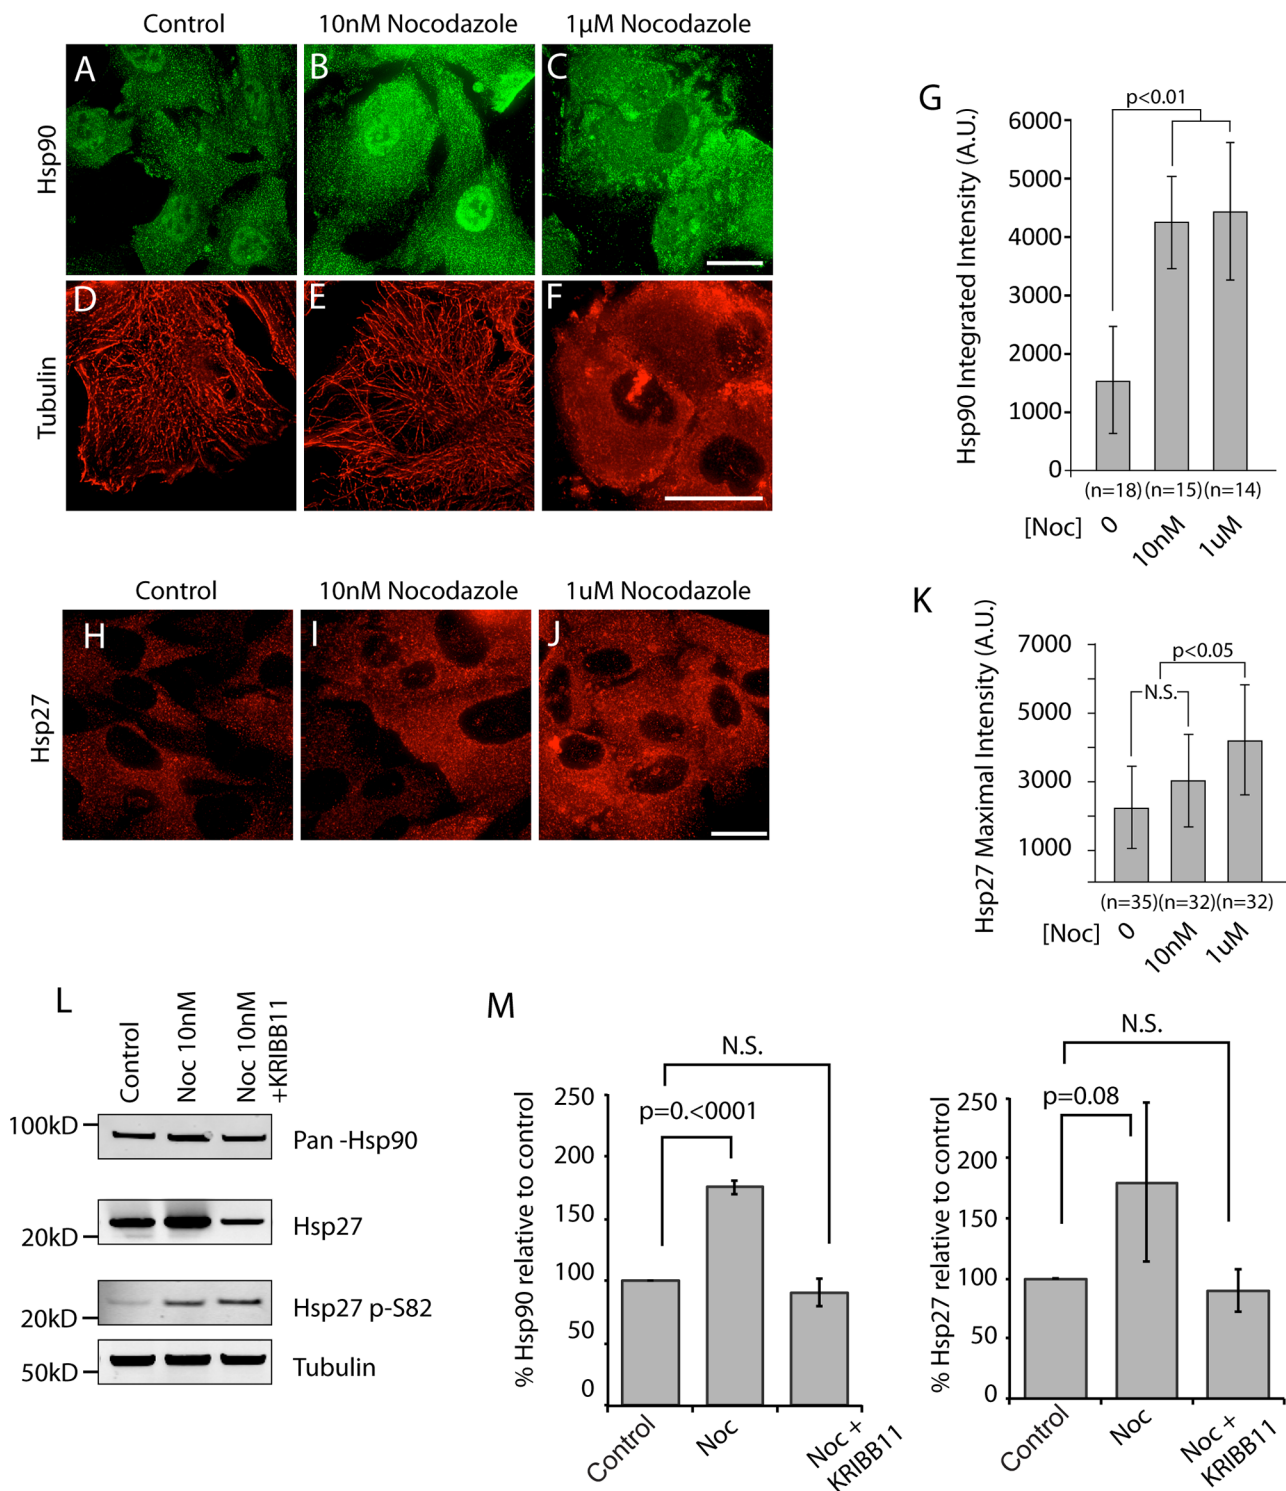 Control 10nM Nocodazole 1μM Nocodazole
A B C
Hsp90
D E F
Tubulin
G
p<0.01
Hsp90 Integrated Intensity (A.U.)
6000
5000
4000
3000
2000
1000
0
(n=18) (n=15) (n=14)
[Noc] 0 10nM 1uM
Control 10nM Nocodazole 1uM Nocodazole
H I J
Hsp27
K
Hsp27 Maximal Intensity (A.U.)
7000
5000
3000
1000
p<0.05
N.S.
(n=35) (n=32) (n=32)
[Noc] 0 10nM 1uM
L
Control
Noc 10nM
Noc 10nM
+KRIBB11
100kD Pan -Hsp90
20kD Hsp27
20kD Hsp27 p-S82
50kD Tubulin
M
% Hsp90 relative to control
250
200
150
100
50
0
N.S.
p=0.<0001
Control
Noc
Noc +
KRIBB11
% Hsp27 relative to control
250
200
150
100
50
0
N.S.
p=0.08
Control
Noc
Noc +
KRIBB11